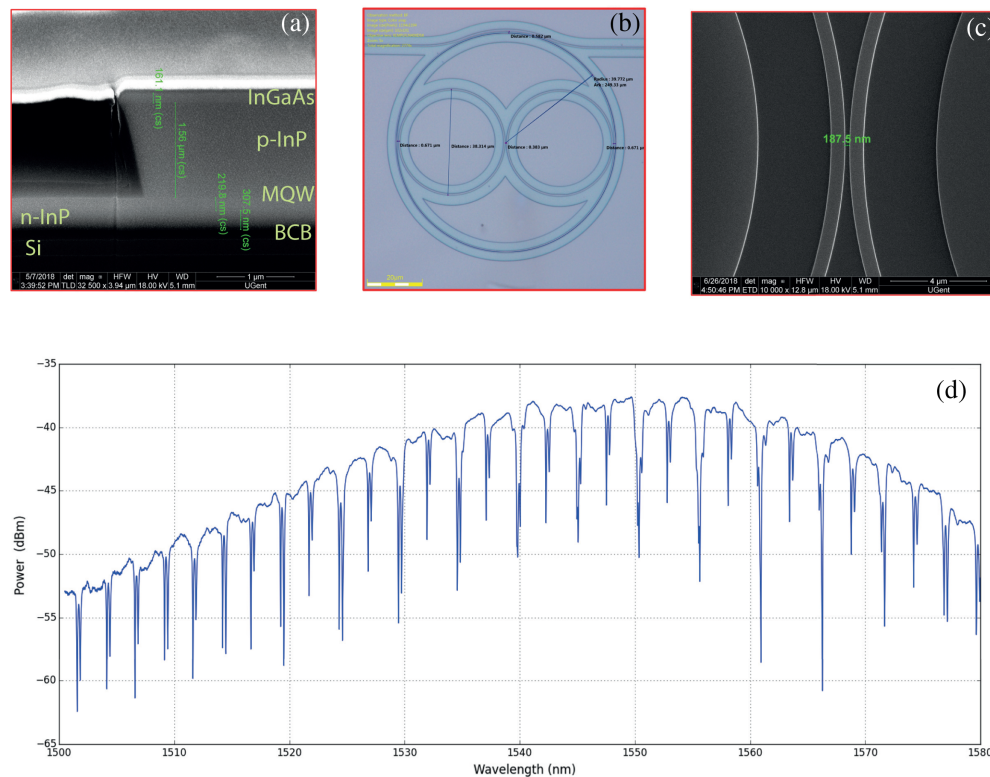 (a)
161.1 nm (cs)
InGaAs
1.56 μm (cs)
p-InP
MQW
219.8 nm (cs)
307.5 nm (cs)
n-InP
BCB
Si
5/7/2018 det mag HFW HV WD 1 μm
3:39:52 PM TLD 32 500 x 3.94 μm 18.00 kV 5.1 mm UGent
(b)
Radius : 39.772 μm
Distance : 0.671 μm
Distance : 38.214 μm
Distance : 0.383 μm
Distance : 0.671 μm
20μm
(c)
187.5 nm
6/26/2018 det mag HFW HV WD 4 μm
4:50:46 PM ETD 10 000 x 12.8 μm 18.00 kV 5.1 mm UGent
(d)
Power (dBm)
−35
−40
−45
−50
−55
−60
−65
1500 1510 1520 1530 1540 1550 1560 1570 1580
Wavelength (nm)